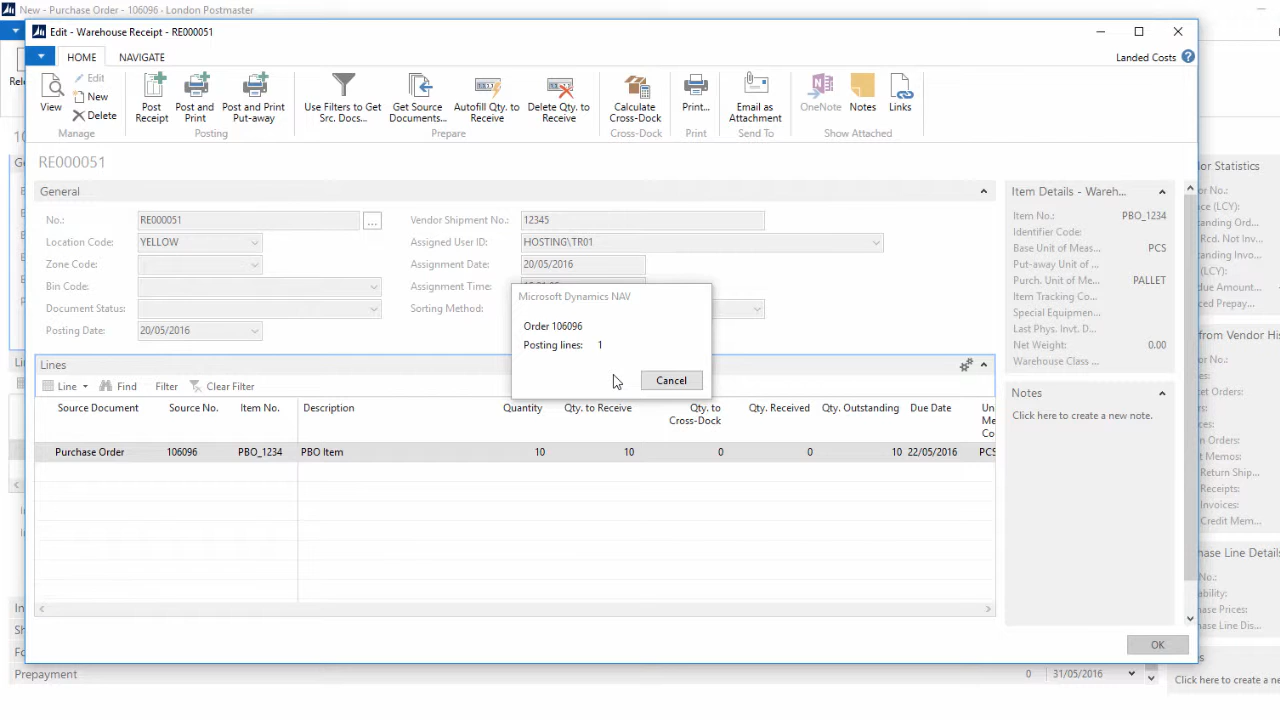 New - Purchase Order - 106096 - London Postmaster
Edit - Warehouse Receipt - RE000051
HOME NAVIGATE Landed Costs
View Edit New Delete Post Receipt Post and Print Post and Print Put-away Use Filters to Get Src. Docs... Get Source Documents... Autofill Qty. to Receive Delete Qty. to Receive Calculate Cross-Dock Print... Email as Attachment OneNote Notes Links
Manage Posting Prepare Cross-Dock Print Send To Show Attached
RE000051
General
No.: RE000051 ...
Location Code: YELLOW
Zone Code:
Bin Code:
Document Status:
Posting Date: 20/05/2016
Vendor Shipment No.: 12345
Assigned User ID: HOSTING\TR01
Assignment Date: 20/05/2016
Assignment Time:
Sorting Method:
Microsoft Dynamics NAV
Order 106096
Posting lines: 1
Cancel
Lines
Line Find Filter Clear Filter
Source Document Source No. Item No. Description Quantity Qty. to Receive Qty. to Cross-Dock Qty. Received Qty. Outstanding Due Date Un Me Co
Purchase Order 106096 PBO_1234 PBO Item 10 10 0 0 10 22/05/2016 PCS
Item Details - Wareh...
Item No.: PBO_1234
Identifier Code:
Base Unit of Meas... PCS
Put-away Unit of ...
Purch. Unit of Me... PALLET
Item Tracking Co...
Special Equipmen...
Last Phys. Invt. D...
Net Weight: 0.00
Warehouse Class ...
Notes
Click here to create a new note.
OK
Prepayment 0 31/05/2016
dor Statistics
or No.:
ce (LCY):
tanding Ord...
Rcd. Not Inv...
tanding Invo...
(LCY):
ced Prepay...
from Vendor His
et Orders:
n Orders:
t Memos:
Return Ship...
Receipts:
Invoices:
Credit Mem...
hase Line Details
No.:
ability:
hase Prices:
hase Line Dis...
Click here to create a ne